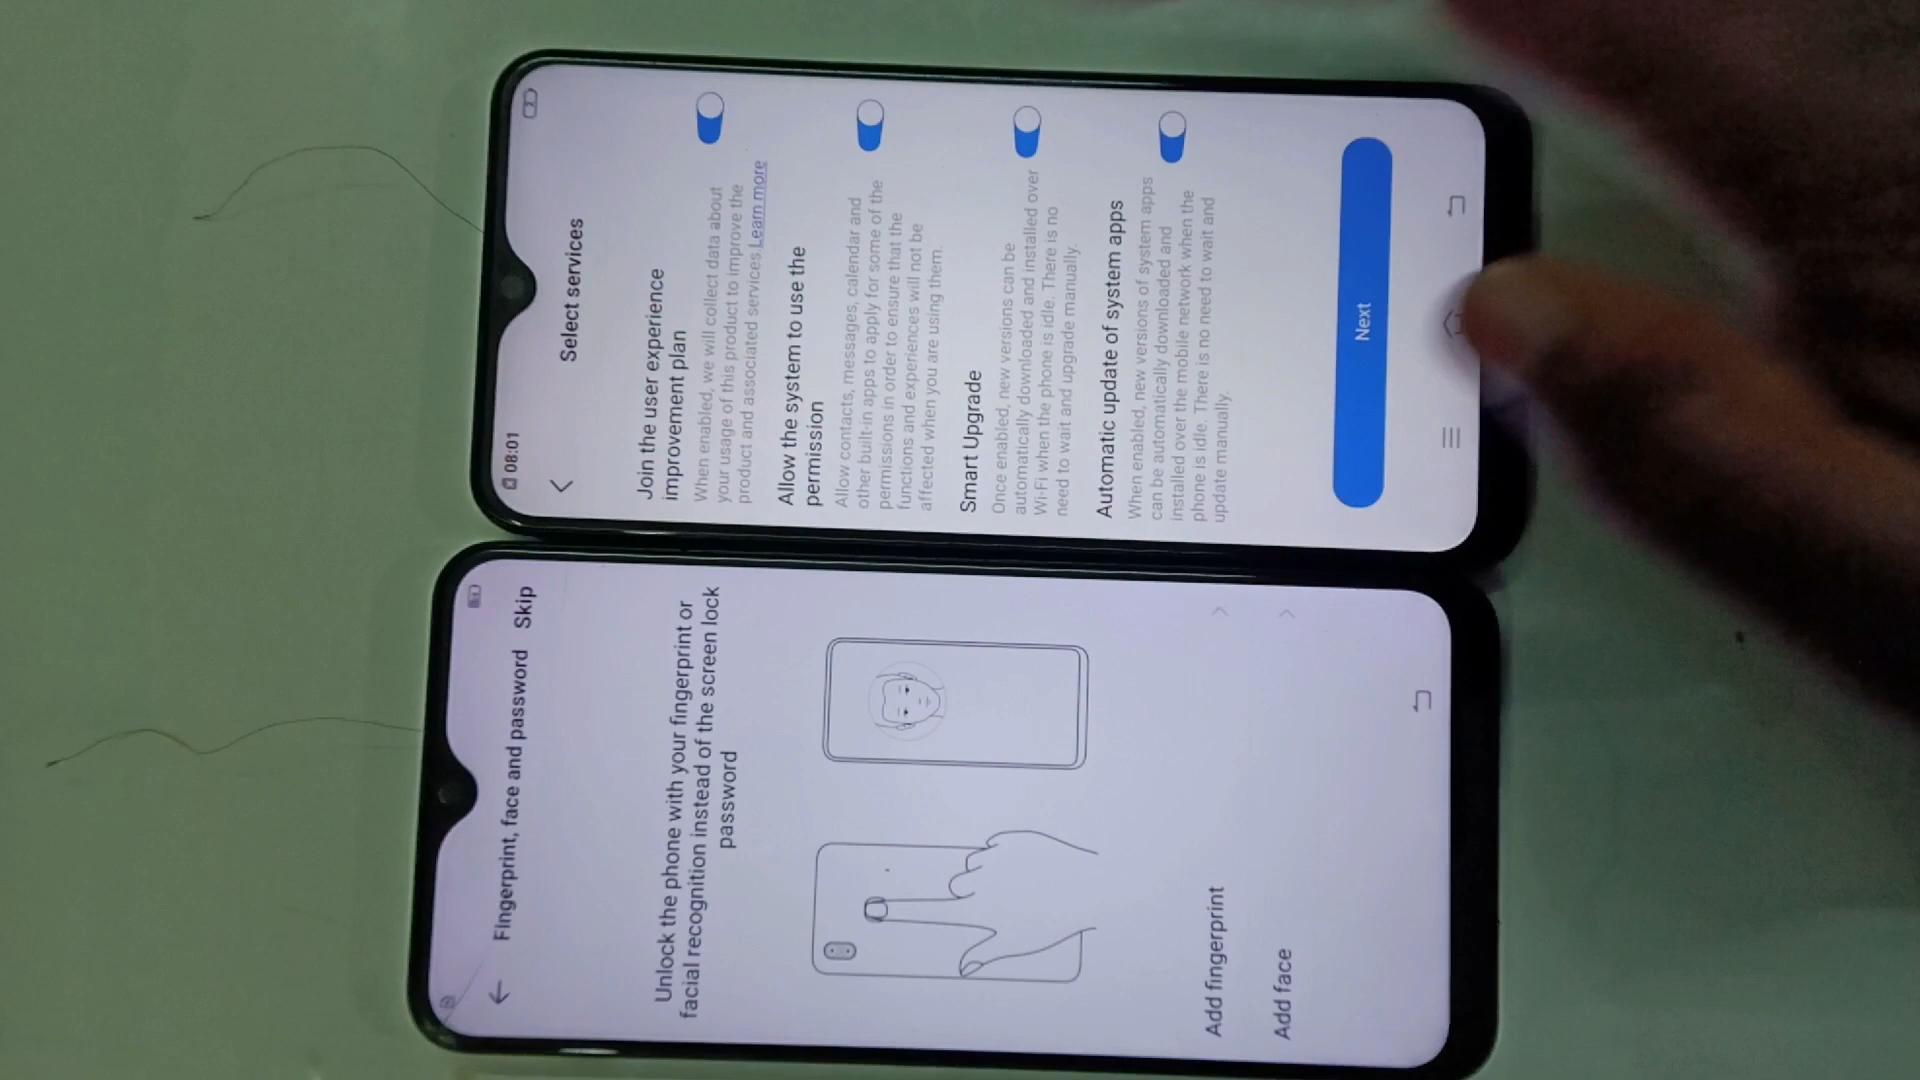 08:01
Select services
Join the user experience
improvement plan
When enabled, we will collect data about
your usage of this product to improve the
product and associated services.Learn more
Allow the system to use the
permission
Allow contacts, messages, calendar and
other built-in apps to apply for some of the
permissions in order to ensure that the
functions and experiences will not be
affected when you are using them.
Smart Upgrade
Once enabled, new versions can be
automatically downloaded and installed over
Wi-Fi when the phone is idle. There is no
need to wait and upgrade manually.
Automatic update of system apps
When enabled, new versions of system apps
can be automatically downloaded and
installed over the mobile network when the
phone is idle. There is no need to wait and
update manually.
Next
Fingerprint, face and password
Skip
Unlock the phone with your fingerprint or
facial recognition instead of the screen lock
password
Add fingerprint
Add face